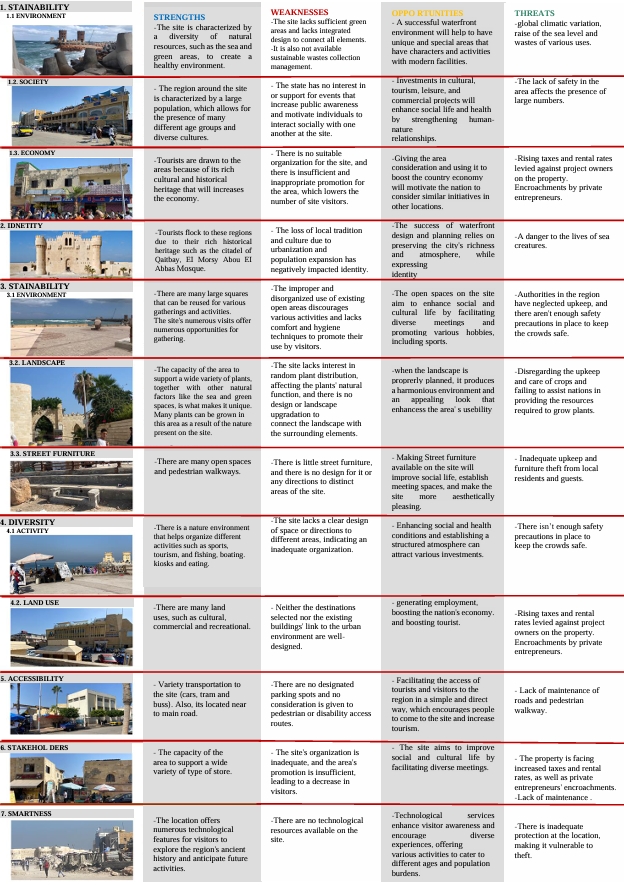 1. STAINABILITY
1.1 ENVIRONMENT
STRENGTHS
-The site is characterized by
a diversity of natural
resources, such as the sea and
green areas, to create a
healthy environment.
WEAKNESSES
-The site lacks sufficient green
areas and lacks integrated
design to connect all elements.
-It is also not available
sustainable wastes collection
management.
OPPO RTUNITIES
- A successful waterfront
environment will help to have
unique and special areas that
have characters and activities
with modern facilities.
THREATS
-global climatic variation,
raise of the sea level and
wastes of various uses.
1.2. SOCIETY
- The region around the site
is characterized by a large
population, which allows for
the presence of many
different age groups and
diverse cultures.
- The state has no interest in
or support for events that
increase public awareness
and motivate individuals to
interact socially with one
another at the site.
- Investments in cultural,
tourism, leisure, and
commercial projects will
enhance social life and health
by strengthening human-
nature
relationships.
-The lack of safety in the
area affects the presence of
large numbers.
1.3. ECONOMY
-Tourists are drawn to the
areas because of its rich
cultural and historical
heritage that will increases
the economy.
- There is no suitable
organization for the site, and
there is insufficient and
inappropriate promotion for
the area, which lowers the
number of site visitors.
-Giving the area
consideration and using it to
boost the country economy
will motivate the nation to
consider similar initiatives in
other locations.
-Rising taxes and rental rates
levied against project owners
on the property.
Encroachments by private
entrepreneurs.
2. IDNETITY
-Tourists flock to these regions
due to their rich historical
heritage such as the citadel of
Qaitbay, El Morsy Abou El
Abbas Mosque.
- The loss of local tradition
and culture due to
urbanization and
population expansion has
negatively impacted identity.
-The success of waterfront
design and planning relies on
preserving the city's richness
and atmosphere, while
expressing
identity
-A danger to the lives of sea
creatures.
3. STAINABILITY
3.1 ENVIRONMENT
-There are many large squares
that can be reused for various
gatherings and activities.
The site's numerous visits offer
numerous opportunities for
gathering.
-The improper and
disorganized use of existing
open areas discourages
various activities and lacks
comfort and hygiene
techniques to promote their
use by visitors.
-The open spaces on the site
aim to enhance social and
cultural life by facilitating
diverse meetings and
promoting various hobbies,
including sports.
-Authorities in the region
have neglected upkeep, and
there aren't enough safety
precautions in place to keep
the crowds safe.
3.2. LANDSCAPE
-The capacity of the area to
support a wide variety of plants,
together with other natural
factors like the sea and green
spaces, is what makes it unique.
Many plants can be grown in
this area as a result of the nature
present on the site.
-The site lacks interest in
random plant distribution,
affecting the plants' natural
function, and there is no
design or landscape
upgradation to
connect the landscape with
the surrounding elements.
-when the landscape is
proprerly planned, it produces
a harmonious environment and
an appealing look that
enhancess the area' s usebility
-Disregarding the upkeep
and care of crops and
failing to assist nations in
providing the resources
required to grow plants.
3.3. STREET FURNITURE
-There are many open spaces
and pedestrian walkways.
-There is little street furniture,
and there is no design for it or
any directions to distinct
areas of the site.
- Making Street furniture
available on the site will
improve social life, establish
meeting spaces, and make the
site more aesthetically
pleasing.
- Inadequate upkeep and
furniture theft from local
residents and guests.
4. DIVERSITY
4.1 ACTIVITY
-There is a nature environment
that helps organize different
activities such as sports,
tourism, and fishing, boating.
kiosks and eating.
-The site lacks a clear design
of space or directions to
different areas, indicating an
inadequate organization.
- Enhancing social and health
conditions and establishing a
structured atmosphere can
attract various investments.
-There isn't enough safety
precautions in place to
keep the crowds safe.
4.2. LAND USE
-There are many land
uses, such as cultural,
commercial and recreational.
- Neither the destinations
selected nor the existing
buildings' link to the urban
environment are well-
designed.
- generating employment,
boosting the nation's economy.
and boosting tourist.
-Rising taxes and rental
rates levied against project
owners on the property.
Encroachments by private
entrepreneurs.
5. ACCESSIBILITY
- Variety transportation to
the site (cars, tram and
buss). Also, its located near
to main road.
-There are no designated
parking spots and no
consideration is given to
pedestrian or disability access
routes.
- Facilitating the access of
tourists and visitors to the
region in a simple and direct
way, which encourages people
to come to the site and increase
tourism.
- Lack of maintenance of
roads and pedestrian
walkway.
6. STAKEHOL DERS
- The capacity of the
area to support a wide
variety of type of store.
- The site's organization is
inadequate, and the area's
promotion is insufficient,
leading to a decrease in
visitors.
- The site aims to improve
social and cultural life by
facilitating diverse meetings.
- The property is facing
increased taxes and rental
rates, as well as private
entrepreneurs' encroachments.
-Lack of maintenance .
7. SMARTNESS
-The location offers
numerous technological
features for visitors to
explore the region's ancient
history and anticipate future
activities.
-There are no technological
resources available on the
site.
-Technological services
enhance visitor awareness and
encourage diverse
experiences, offering
various activities to cater to
different ages and population
burdens.
-There is inadequate
protection at the location,
making it vulnerable to
theft.